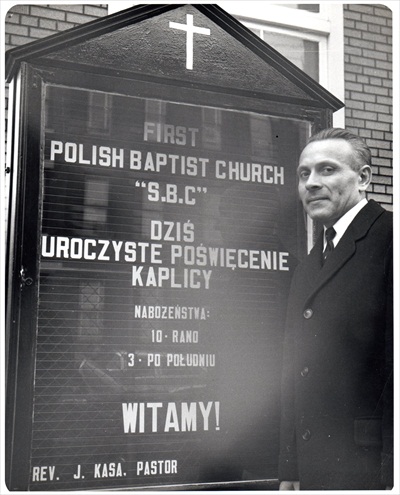 FIRST
POLISH BAPTIST CHURCH
"S.B.C"
DZIŚ
UROCZYSTE POŚWIĘCENIE
KAPLICY
NABOŻEŃSTWA:
10 - RANO
3 - PO POŁUDNIU
WITAMY!
REV. J. KASA. PASTOR